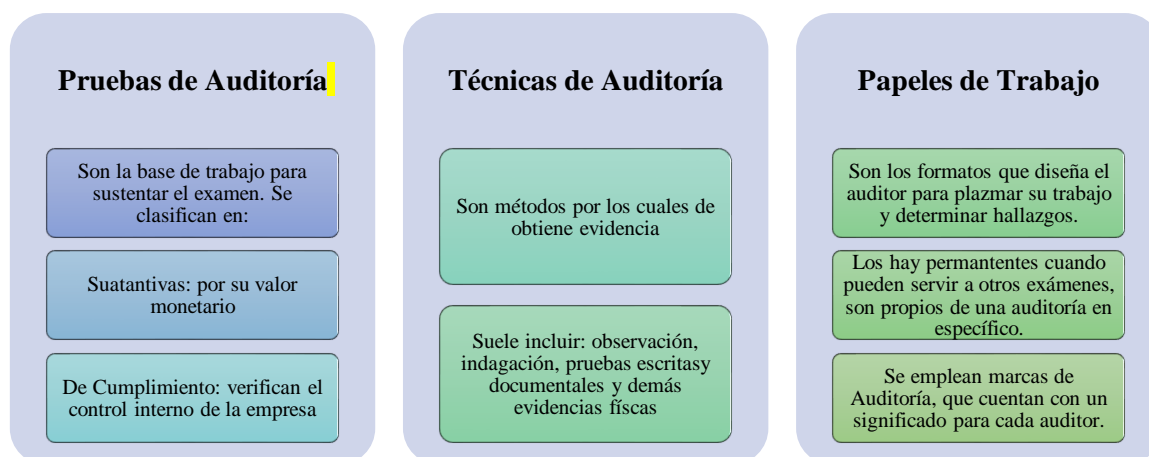 Pruebas de Auditoría
Son la base de trabajo para
sustentar el examen. Se
clasifican en:
Suatantivas: por su valor
monetario
De Cumplimiento: verifican el
control interno de la empresa
Técnicas de Auditoría
Son métodos por los cuales de
obtiene evidencia
Suele incluir: observación,
indagación, pruebas escritasy
documentales y demás
evidencias físcas
Papeles de Trabajo
Son los formatos que diseña el
auditor para plazmar su trabajo
y determinar hallazgos.
Los hay permantentes cuando
pueden servir a otros exámenes,
son propios de una auditoría en
específico.
Se emplean marcas de
Auditoría, que cuentan con un
significado para cada auditor.